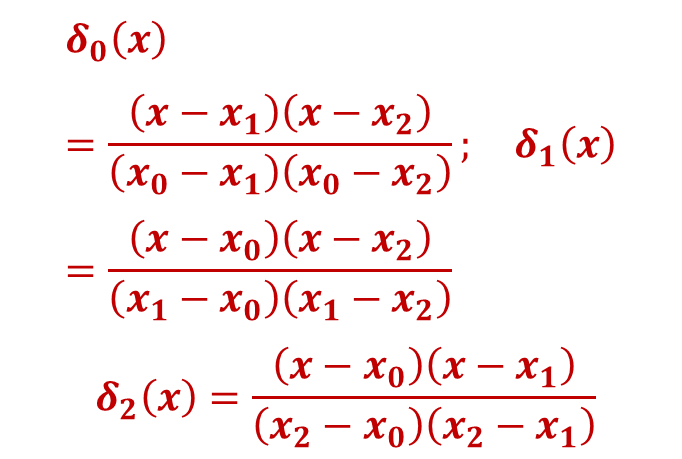 δ₀(x)
= (x − x₁)(x − x₂) / (x₀ − x₁)(x₀ − x₂) ; δ₁(x)
= (x − x₀)(x − x₂) / (x₁ − x₀)(x₁ − x₂)
δ₂(x) = (x − x₀)(x − x₁) / (x₂ − x₀)(x₂ − x₁)